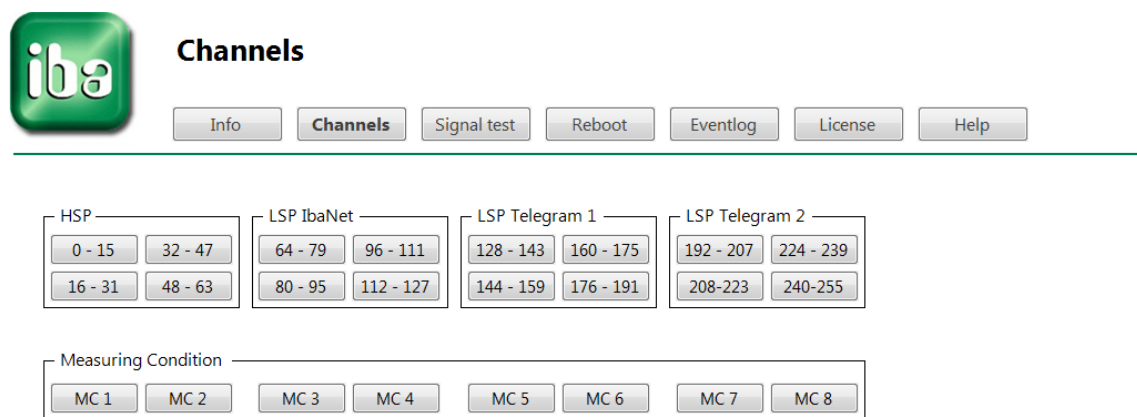 iba
Channels
Info Channels Signal test Reboot Eventlog License Help
HSP LSP IbaNet LSP Telegram 1 LSP Telegram 2
0 - 15 32 - 47 64 - 79 96 - 111 128 - 143 160 - 175 192 - 207 224 - 239
16 - 31 48 - 63 80 - 95 112 - 127 144 - 159 176 - 191 208-223 240-255
Measuring Condition
MC 1 MC 2 MC 3 MC 4 MC 5 MC 6 MC 7 MC 8